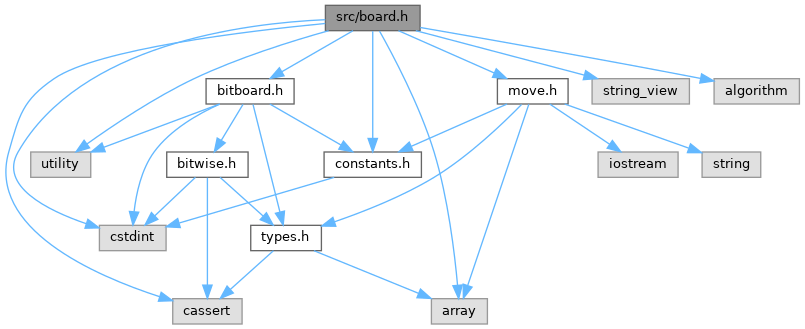 src/board.h
bitboard.h
move.h
string_view
algorithm
utility
bitwise.h
constants.h
iostream
string
cstdint
types.h
cassert
array